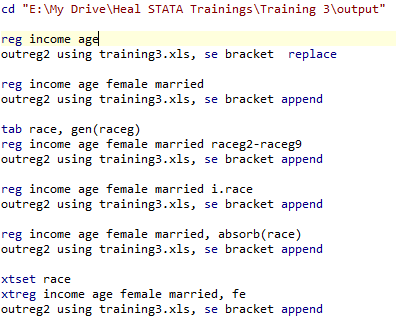 cd "E:\My Drive\Heal STATA Trainings\Training 3\output"
reg income age
outreg2 using training3.xls, se bracket  replace
reg income age female married
outreg2 using training3.xls, se bracket append
tab race, gen(raceg)
reg income age female married raceg2-raceg9
outreg2 using training3.xls, se bracket append
reg income age female married i.race
outreg2 using training3.xls, se bracket append
reg income age female married, absorb(race)
outreg2 using training3.xls, se bracket append
xtset race
xtreg income age female married, fe
outreg2 using training3.xls, se bracket append